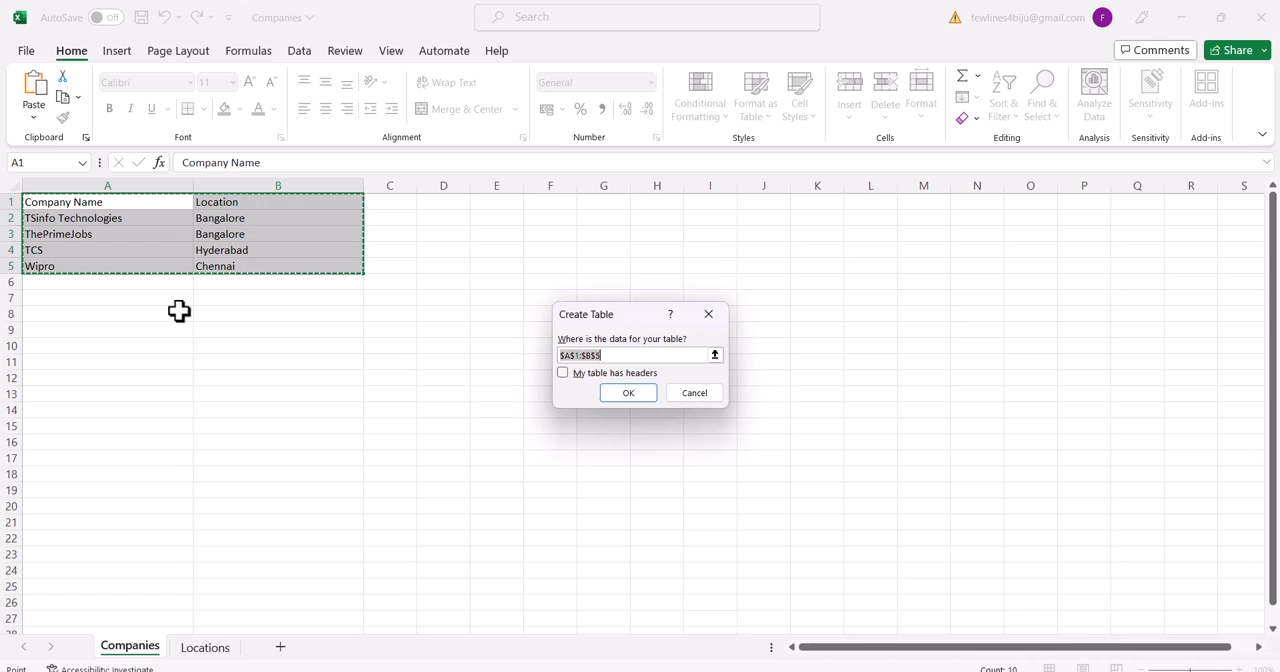 AutoSave Off Companies Search fewlines4biju@gmail.com F
File Home Insert Page Layout Formulas Data Review View Automate Help Comments Share
Paste Calibri 11 Wrap Text General Conditional Formatting Format as Table Cell Styles Insert Delete Format Sort & Filter Find & Select Analyze Data Sensitivity Add-ins
B I U Merge & Center
Clipboard Font Alignment Number Styles Cells Editing Analysis Sensitivity Add-ins
A1 fx Company Name
A B C D E F G H I J K L M N O P Q R S
1 Company Name Location
2 TSinfo Technologies Bangalore
3 ThePrimeJobs Bangalore
4 TCS Hyderabad
5 Wipro Chennai
6
7
8
9
10
11
12
13
14
15
16
17
18
19
20
21
22
23
24
25
26
27
28
Create Table ?
Where is the data for your table?
$A$1:$B$5
My table has headers
OK Cancel
Companies Locations
Point Accessibility: Investigate Count: 10 100%